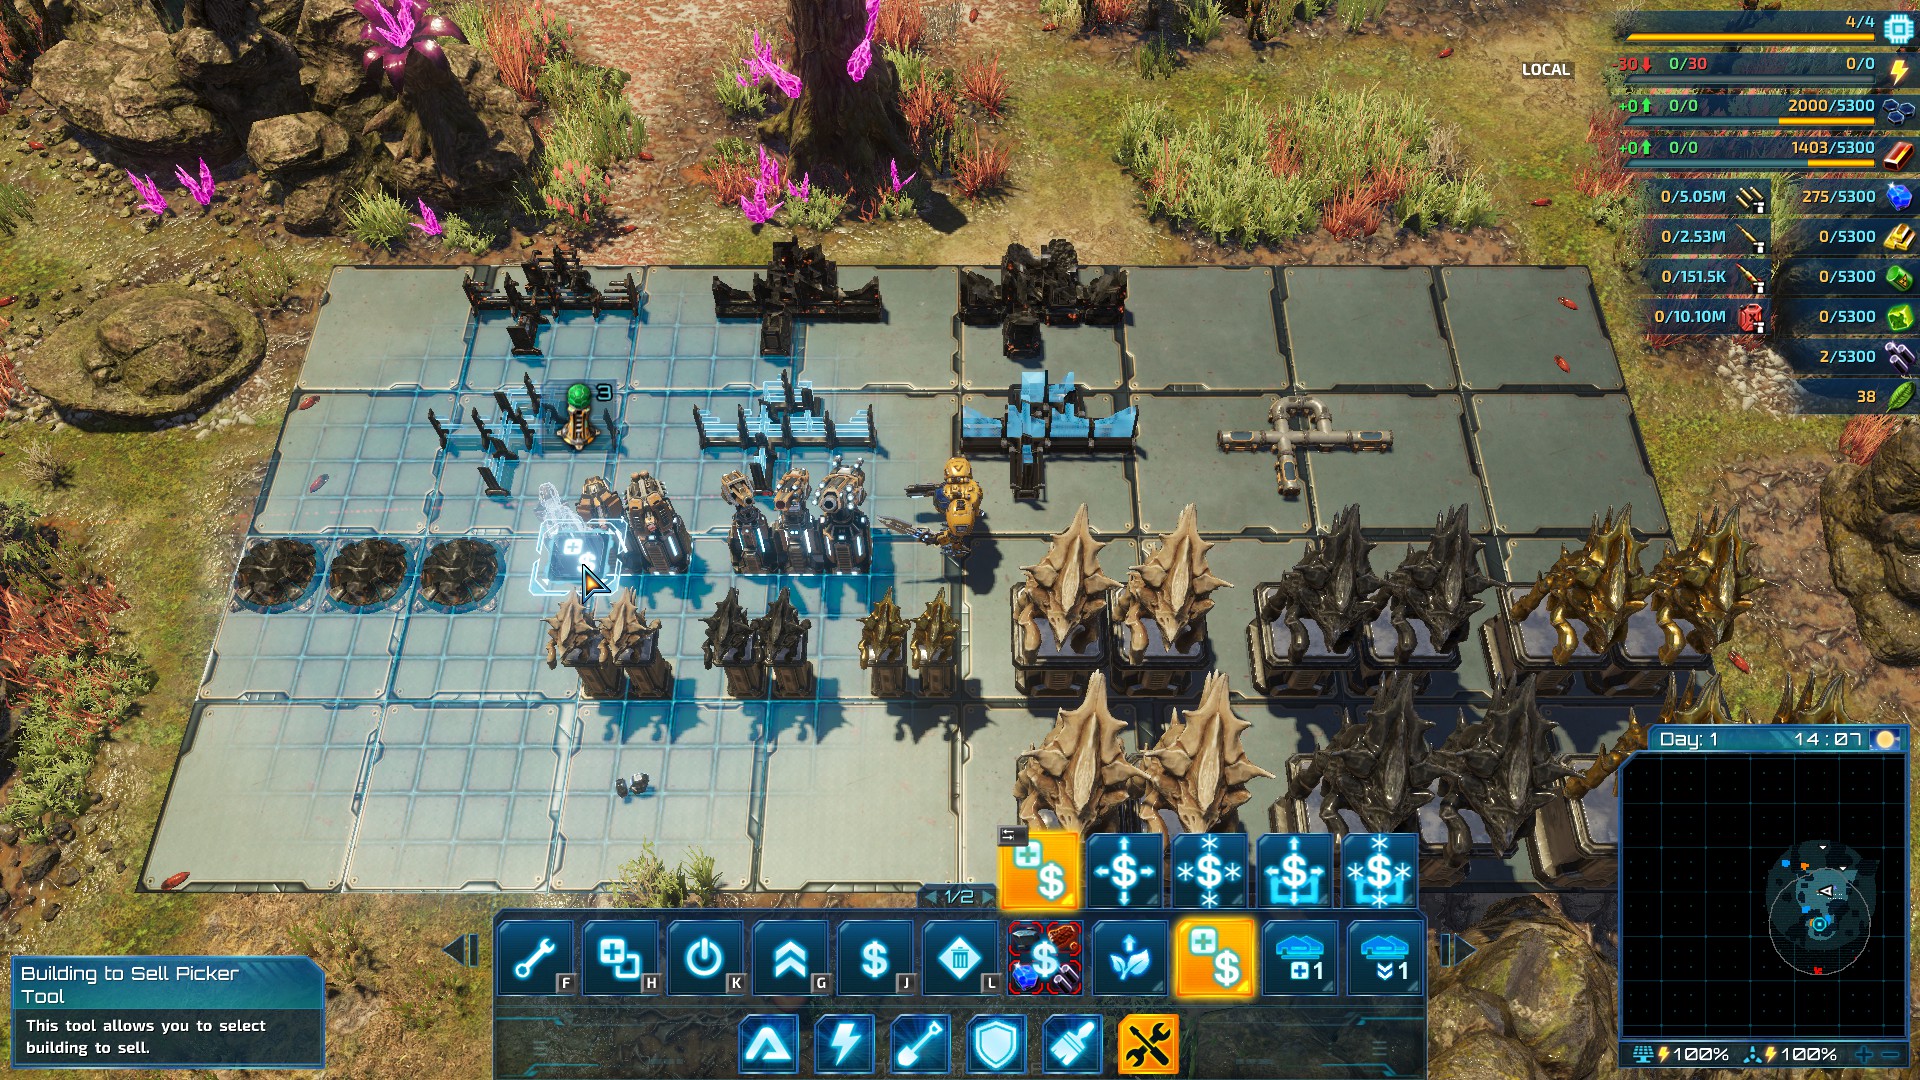 4/4
LOCAL
-30 0/30 0/0
+0 0/0 2000/5300
+0 0/0 1403/5300
0/5.05M 275/5300
0/2.53M 0/5300
0/151.5K 0/5300
0/10.10M 0/5300
2/5300
38
3
Day: 1 14:07
1/2
F
H
K
G
J
L
1
1
Building to Sell Picker
Tool
This tool allows you to select
building to sell.
100% 100%